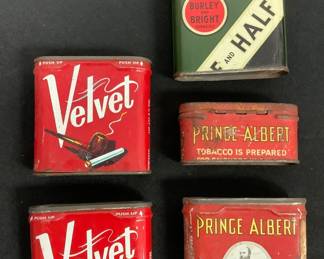 PUSH UP PUSH UP
Velvet
BURLEY
AND
BRIGHT
AND HALF
PRINCE ALBERT
TOBACCO IS PREPARED
PUSH UP PUSH UP
Velvet
PRINCE ALBERT